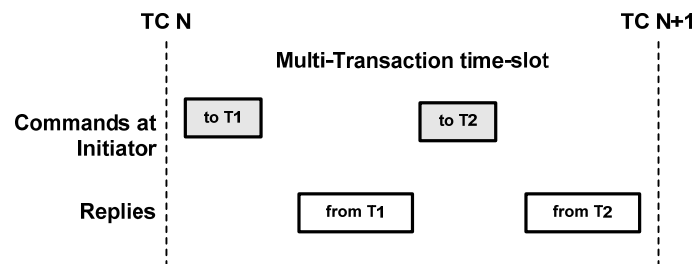 TC N
TC N+1
Multi-Transaction time-slot
Commands at
Initiator
to T1
to T2
Replies
from T1
from T2